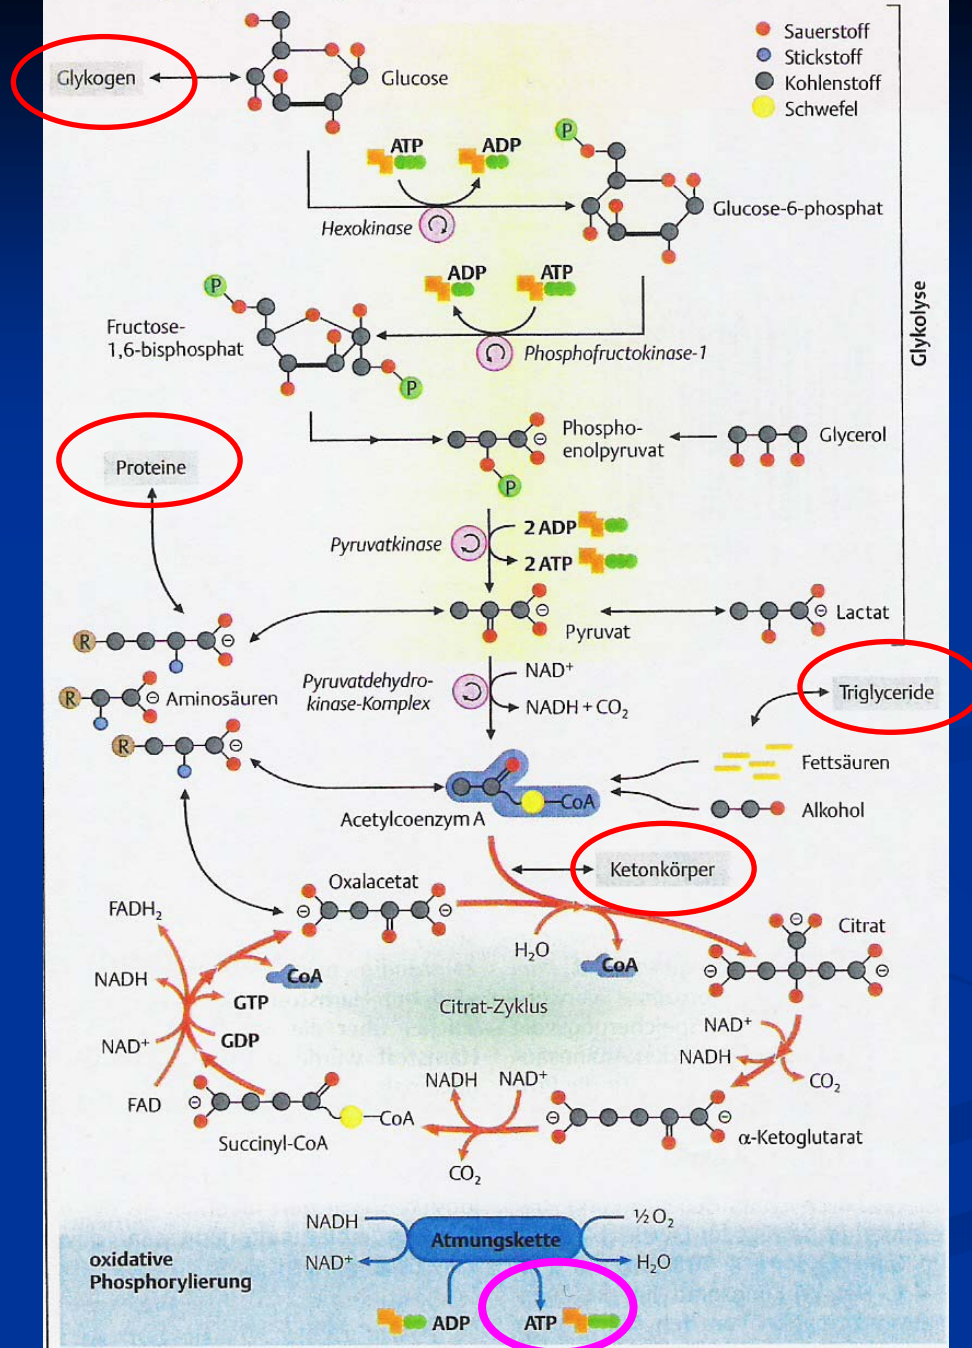 Sauerstoff
Stickstoff
Kohlenstoff
Schwefel
Glykogen
Glucose
ATP
ADP
P
Hexokinase
Glucose-6-phosphat
Glykolyse
ADP
ATP
P
Fructose-
1,6-bisphosphat
Phosphofructokinase-1
P
Phospho-
enolpyruvat
Glycerol
P
Proteine
Pyruvatkinase
2 ADP
2 ATP
Pyruvat
Lactat
R
R
Aminosäuren
R
Pyruvatdehydro-
kinase-Komplex
NAD⁺
NADH + CO₂
Triglyceride
Fettsäuren
Alkohol
CoA
Acetylcoenzym A
Ketonkörper
Oxalacetat
FADH₂
Citrat
H₂O
CoA
CoA
NADH
GTP
Citrat-Zyklus
NAD⁺
GDP
NAD⁺
NADH
CO₂
FAD
NADH
NAD⁺
CoA
Succinyl-CoA
α-Ketoglutarat
CO₂
NADH
½ O₂
Atmungskette
oxidative
Phosphorylierung
NAD⁺
H₂O
ADP
ATP